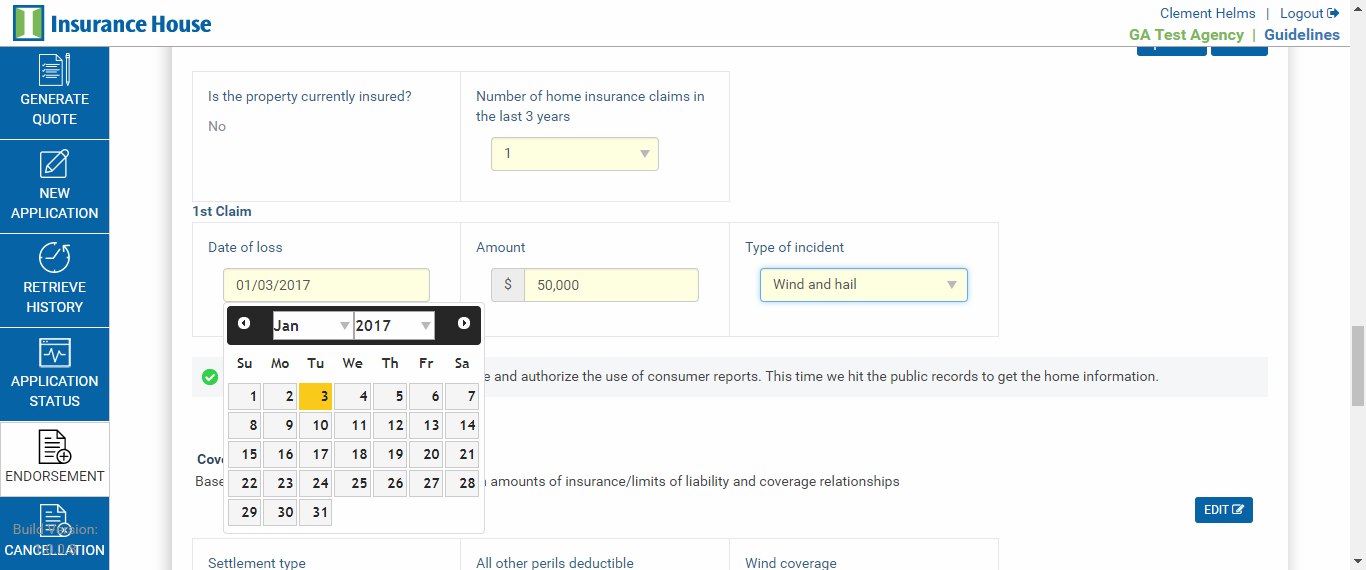 Insurance House
Clement Helms | Logout
GA Test Agency | Guidelines
GENERATE
QUOTE
NEW
APPLICATION
RETRIEVE
HISTORY
APPLICATION
STATUS
ENDORSEMENT
Build Version:
CANCELLATION
Is the property currently insured?
No
Number of home insurance claims in
the last 3 years
1
1st Claim
Date of loss
01/03/2017
Amount
$ 50,000
Type of incident
Wind and hail
Jan 2017
Su Mo Tu We Th Fr Sa
1 2 3 4 5 6 7
8 9 10 11 12 13 14
15 16 17 18 19 20 21
22 23 24 25 26 27 28
29 30 31
e and authorize the use of consumer reports. This time we hit the public records to get the home information.
Cov
Base
amounts of insurance/limits of liability and coverage relationships
EDIT
Settlement type
All other perils deductible
Wind coverage